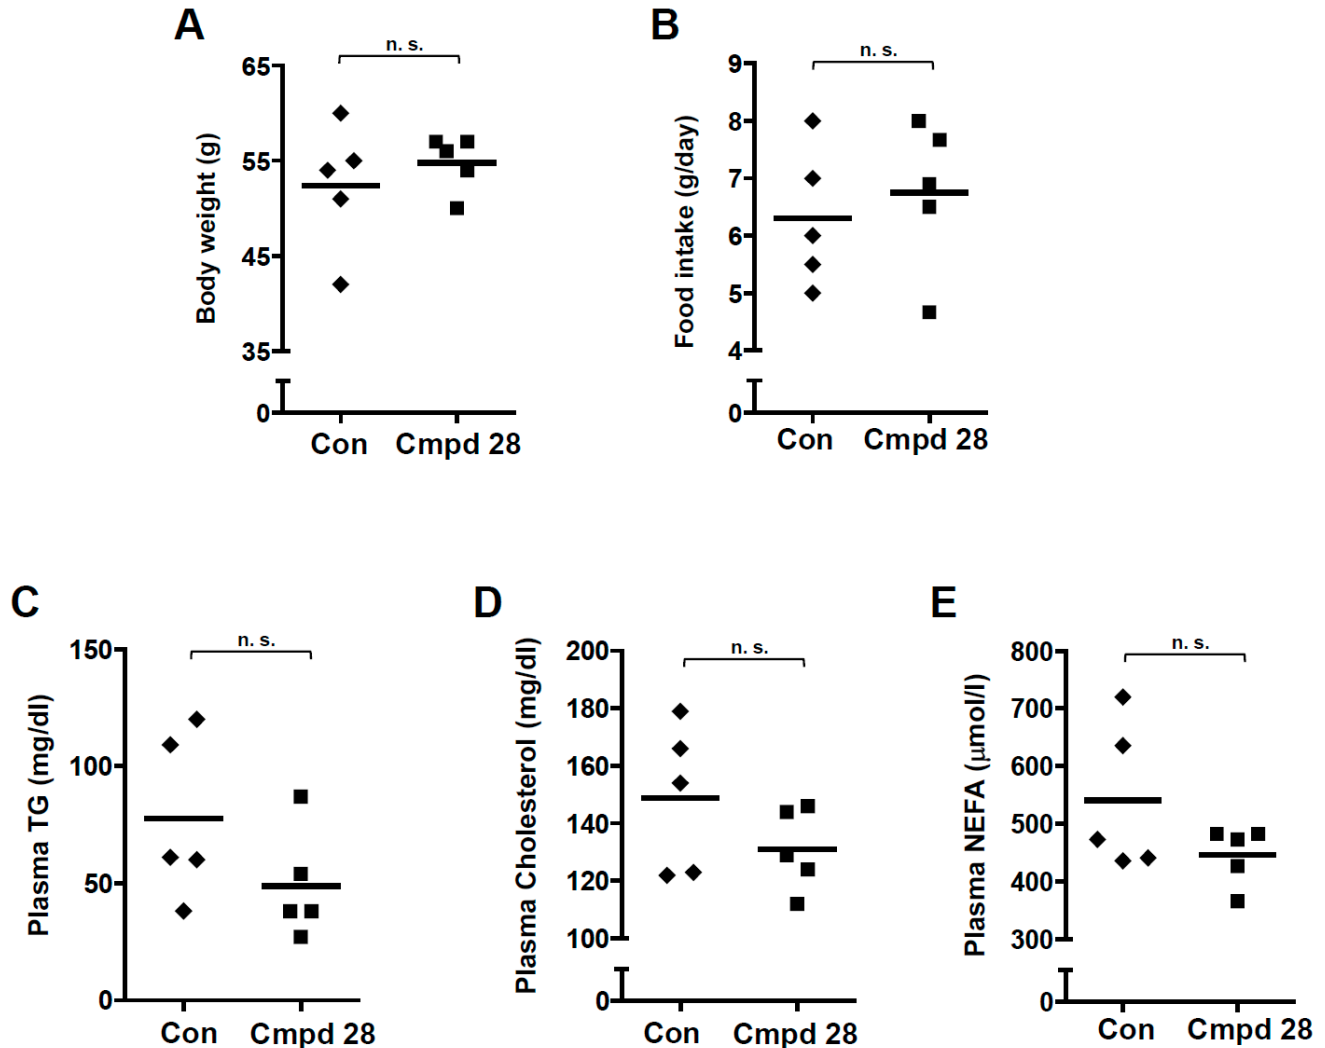 A
n. s.
Body weight (g)
65
55
45
35
0
Con Cmpd 28
B
n. s.
Food intake (g/day)
9
8
7
6
5
4
0
Con Cmpd 28
C
n. s.
Plasma TG (mg/dl)
150
100
50
0
Con Cmpd 28
D
n. s.
Plasma Cholesterol (mg/dl)
200
180
160
140
120
100
0
Con Cmpd 28
E
n. s.
Plasma NEFA (μmol/l)
800
700
600
500
400
300
0
Con Cmpd 28